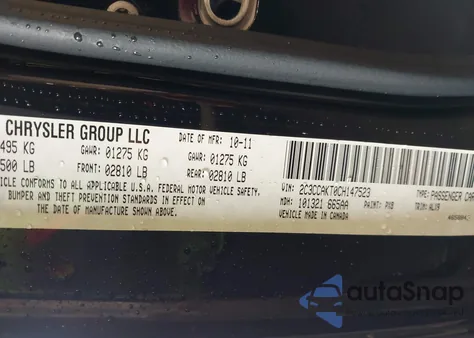 CHRYSLER GROUP LLC DATE OF MFR: 10-11
495 KG GAWR: 01275 KG GAWR: 01275 KG
500 LB FRONT: 02810 LB REAR: 02810 LB
ICLE CONFORMS TO ALL APPLICABLE U.S.A. FEDERAL MOTOR VEHICLE SAFETY,
BUMPER AND THEFT PREVENTION STANDARDS IN EFFECT ON
THE DATE OF MANUFACTURE SHOWN ABOVE.
VIN: 2C3CCAKT0CH147523 TYPE: PASSENGER CAR
MDH: 101321 665AA
VEHICLE MADE IN CANADA PAINT: PXB TRIM: ALX9
autoSnap